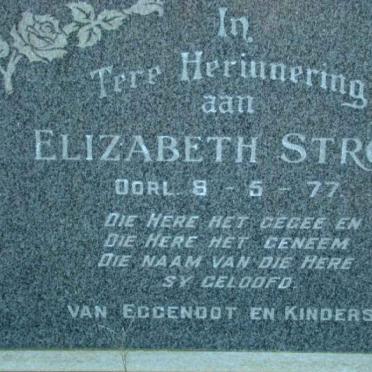 In
Tere Herinnering
aan
ELIZABETH
OORL. 8 - 5 - 77.
DIE HERE HET GEGEE EN
DIE HERE HET GENEEM
DIE NAAM VAN DIE HERE
SY GELOOFD.
VAN EGGENOOT EN KINDERS